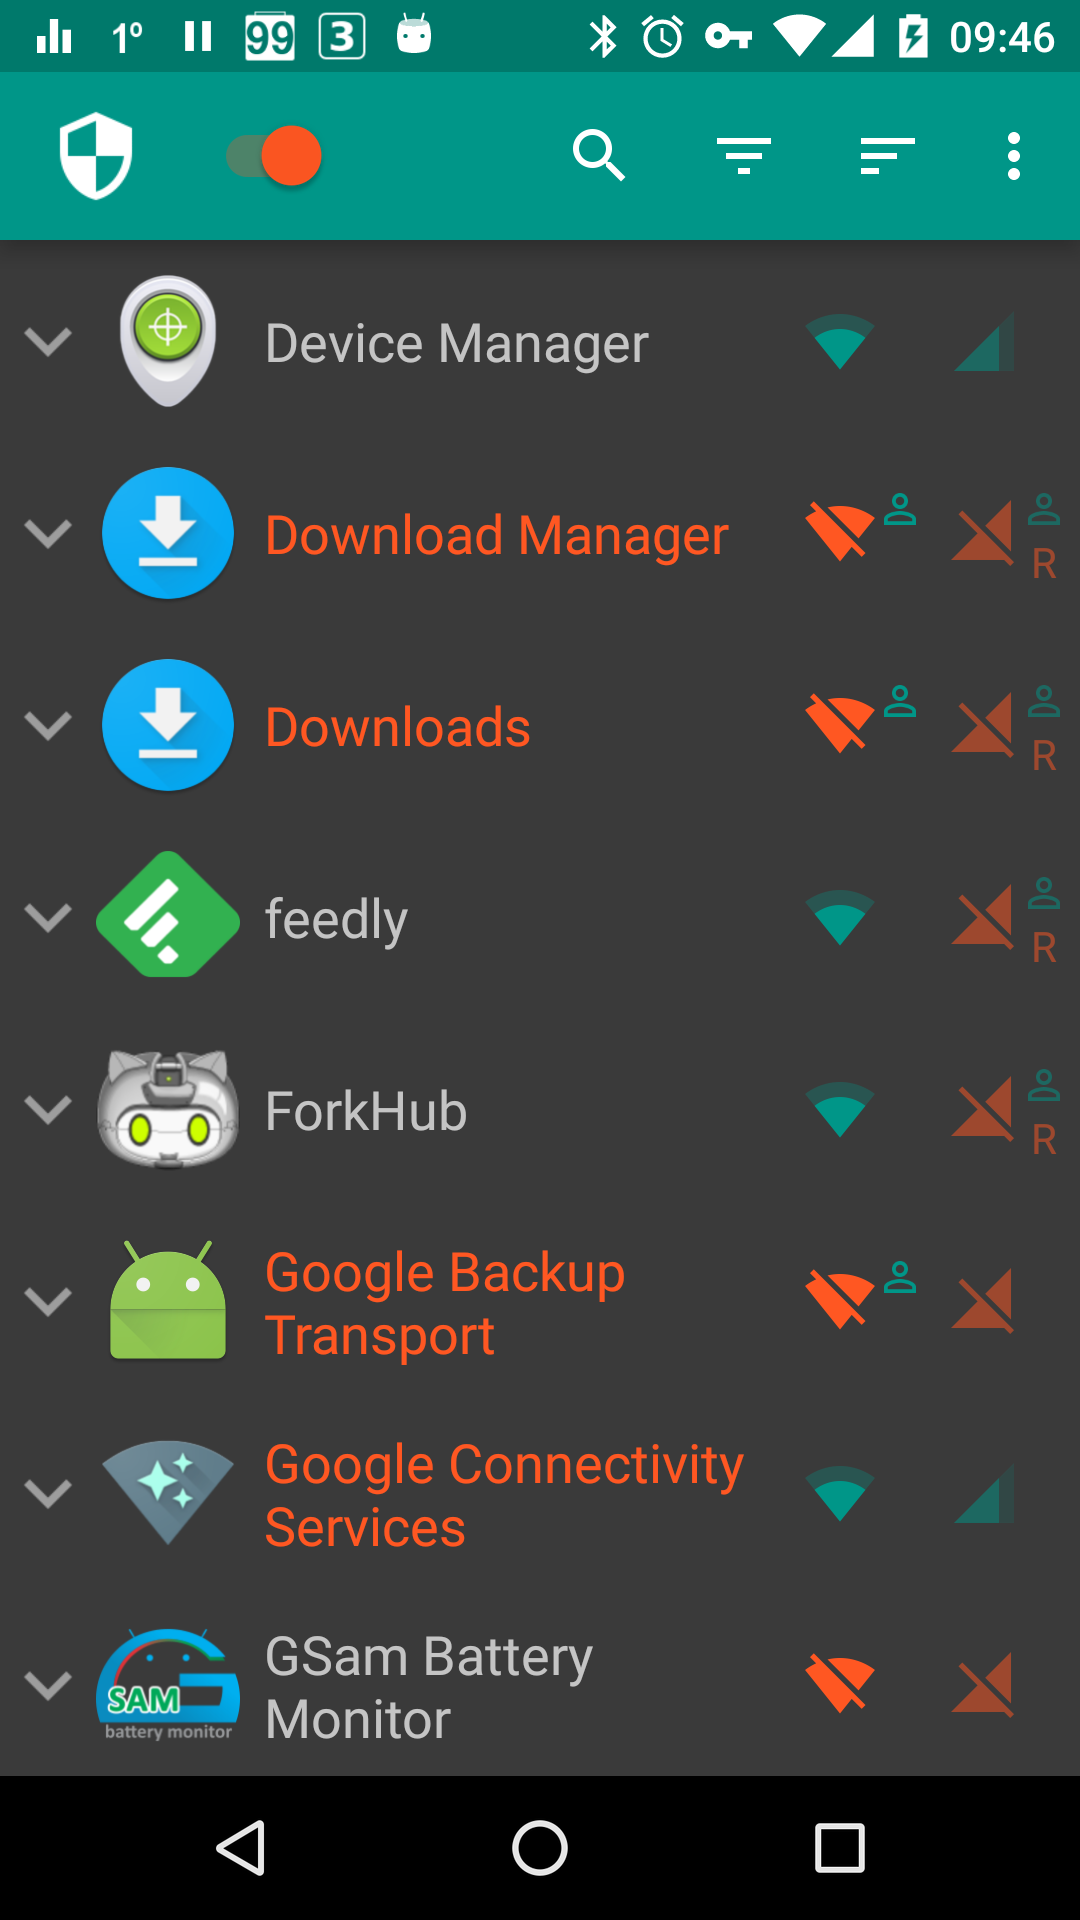 1º 99 3 09:46
Device Manager
Download Manager
R
Downloads
R
feedly
R
ForkHub
R
Google Backup
Transport
Google Connectivity
Services
SAM
battery monitor
GSam Battery
Monitor